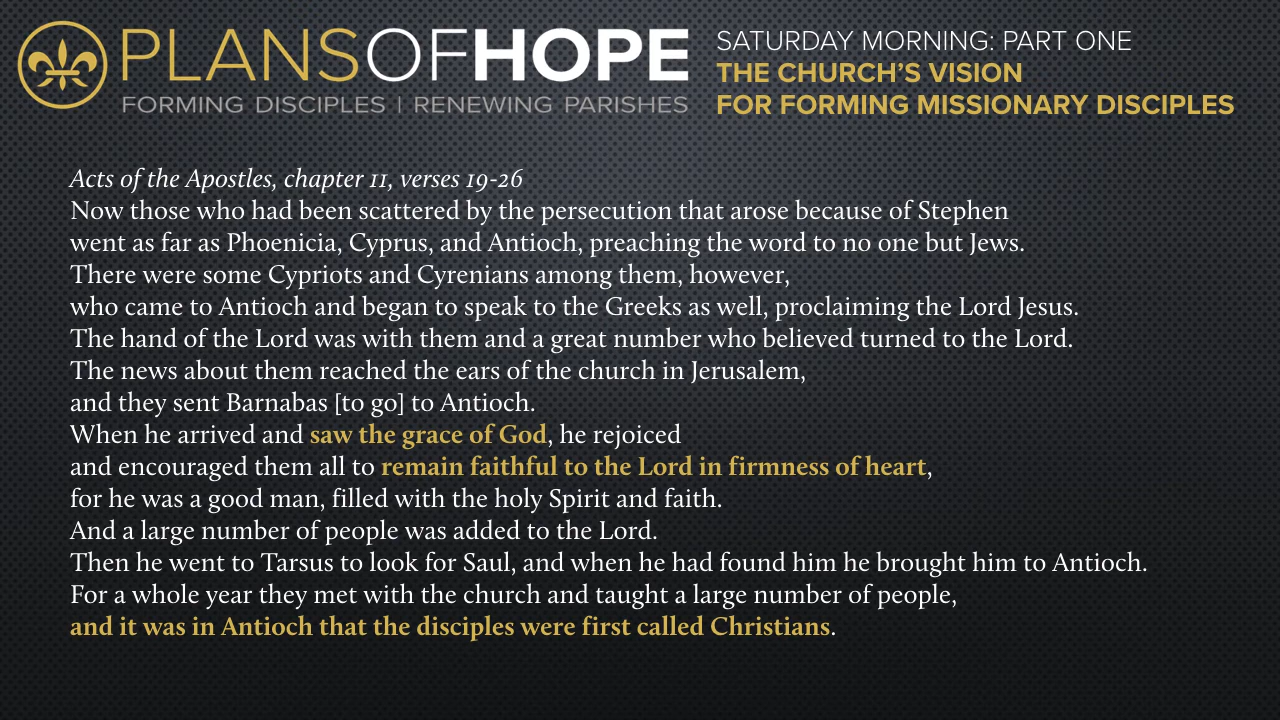 PLANSOFHOPE
FORMING DISCIPLES | RENEWING PARISHES
SATURDAY MORNING: PART ONE
THE CHURCH'S VISION
FOR FORMING MISSIONARY DISCIPLES
Acts of the Apostles, chapter 11, verses 19-26
Now those who had been scattered by the persecution that arose because of Stephen
went as far as Phoenicia, Cyprus, and Antioch, preaching the word to no one but Jews.
There were some Cypriots and Cyrenians among them, however,
who came to Antioch and began to speak to the Greeks as well, proclaiming the Lord Jesus.
The hand of the Lord was with them and a great number who believed turned to the Lord.
The news about them reached the ears of the church in Jerusalem,
and they sent Barnabas [to go] to Antioch.
When he arrived and saw the grace of God, he rejoiced
and encouraged them all to remain faithful to the Lord in firmness of heart,
for he was a good man, filled with the holy Spirit and faith.
And a large number of people was added to the Lord.
Then he went to Tarsus to look for Saul, and when he had found him he brought him to Antioch.
For a whole year they met with the church and taught a large number of people,
and it was in Antioch that the disciples were first called Christians.